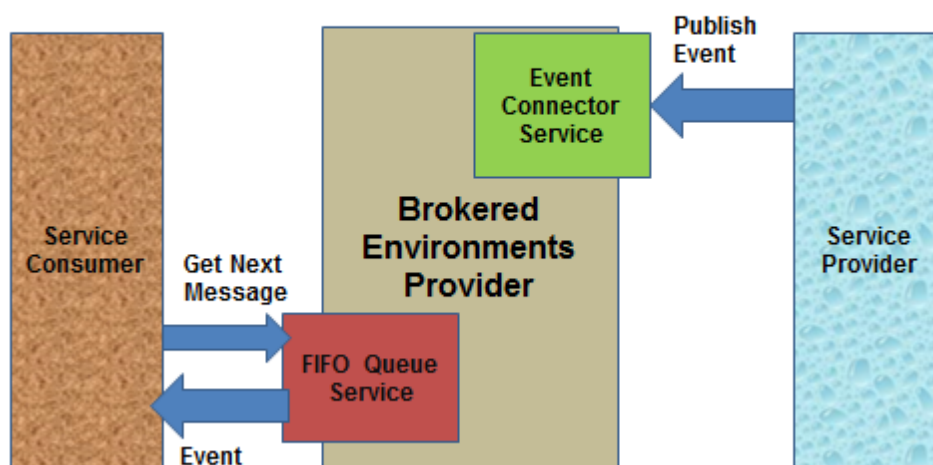 Publish
Event
Event
Connector
Service
Brokered
Environments
Provider
Service
Consumer
Service
Provider
Get Next
Message
FIFO Queue
Service
Event